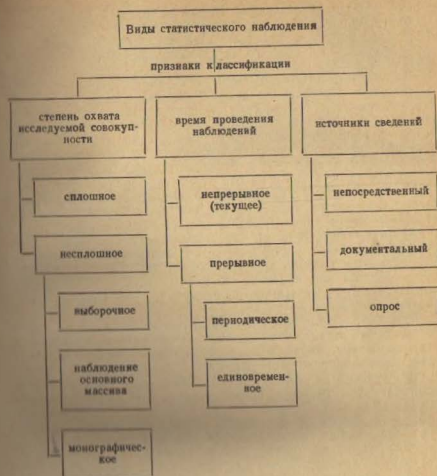 Виды статистического наблюдения
признаки классификации
степень охвата
исследуемой совокуп-
ности
время проведения
наблюдений
источники сведений
сплошное
несплошное
выборочное
наблюдение
основного
массива
монографичес-
кое
непрерывное
(текущее)
прерывное
периодическое
единовремен-
ное
непосредственный
документальный
опрос